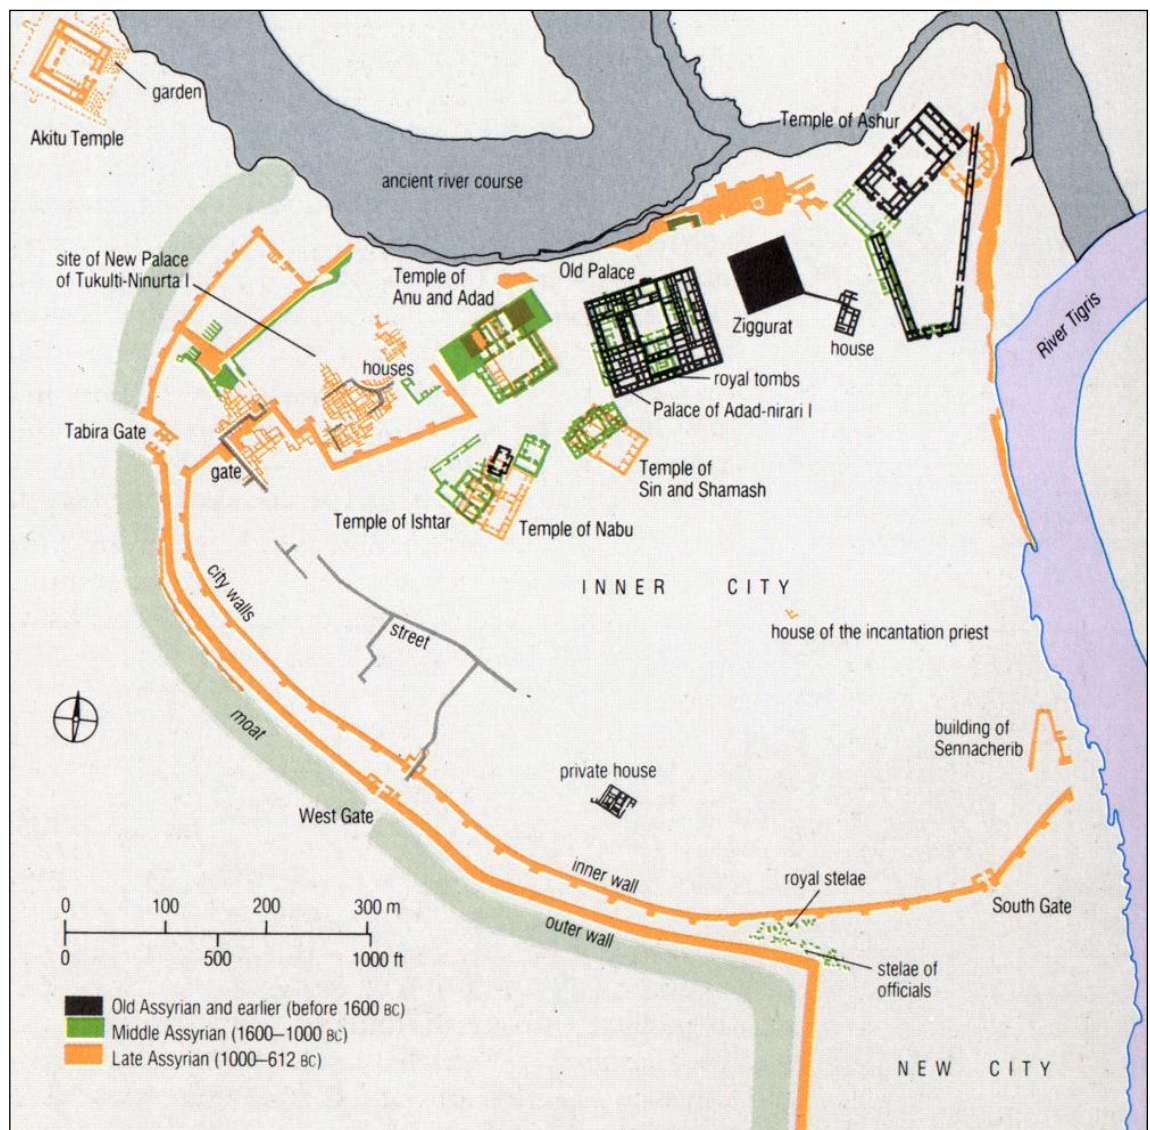 garden
Akitu Temple
Temple of Ashur
ancient river course
site of New Palace
of Tukulti-Ninurta I
Temple of
Anu and Adad
Old Palace
Ziggurat
house
River Tigris
houses
royal tombs
Palace of Adad-nirari I
Tabira Gate
gate
Temple of
Sin and Shamash
Temple of Ishtar
Temple of Nabu
city walls
INNER CITY
street
house of the incantation priest
moat
building of
Sennacherib
private house
West Gate
inner wall
royal stelae
South Gate
outer wall
stelae of
officials
0 100 200 300 m
0 500 1000 ft
Old Assyrian and earlier (before 1600 BC)
Middle Assyrian (1600–1000 BC)
Late Assyrian (1000–612 BC)
NEW CITY